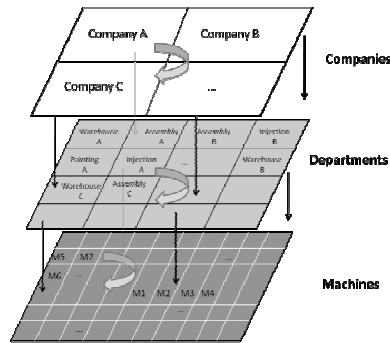 Company A Company B
Companies
Company C ...
Warehouse A Assembly A Assembly B Injection B
Painting A Injection A ... Warehouse B
Departments
Warehouse C Assembly C
M5 M7 ...
M6 ...
Machines
M1 M2 M3 M4
...